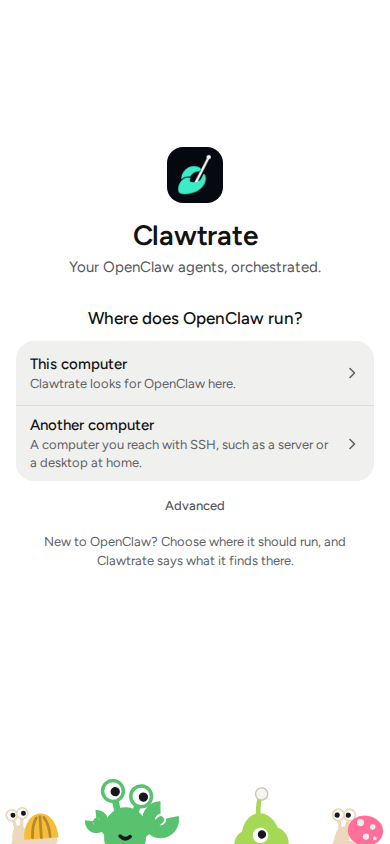 Clawtrate
Your OpenClaw agents, orchestrated.
Where does OpenClaw run?
This computer
Clawtrate looks for OpenClaw here.
Another computer
A computer you reach with SSH, such as a server or
a desktop at home.
Advanced
New to OpenClaw? Choose where it should run, and
Clawtrate says what it finds there.